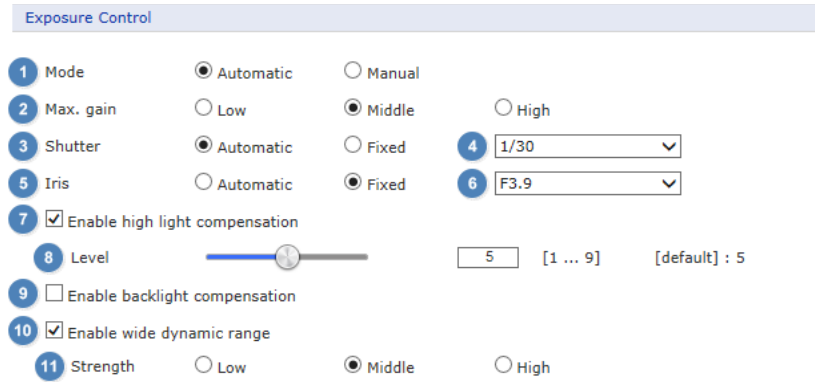 Exposure Control
1 Mode Automatic Manual
2 Max. gain Low Middle High
3 Shutter Automatic Fixed 4 1/30
5 Iris Automatic Fixed 6 F3.9
7 Enable high light compensation
8 Level 5 [1 ... 9] [default] : 5
9 Enable backlight compensation
10 Enable wide dynamic range
11 Strength Low Middle High